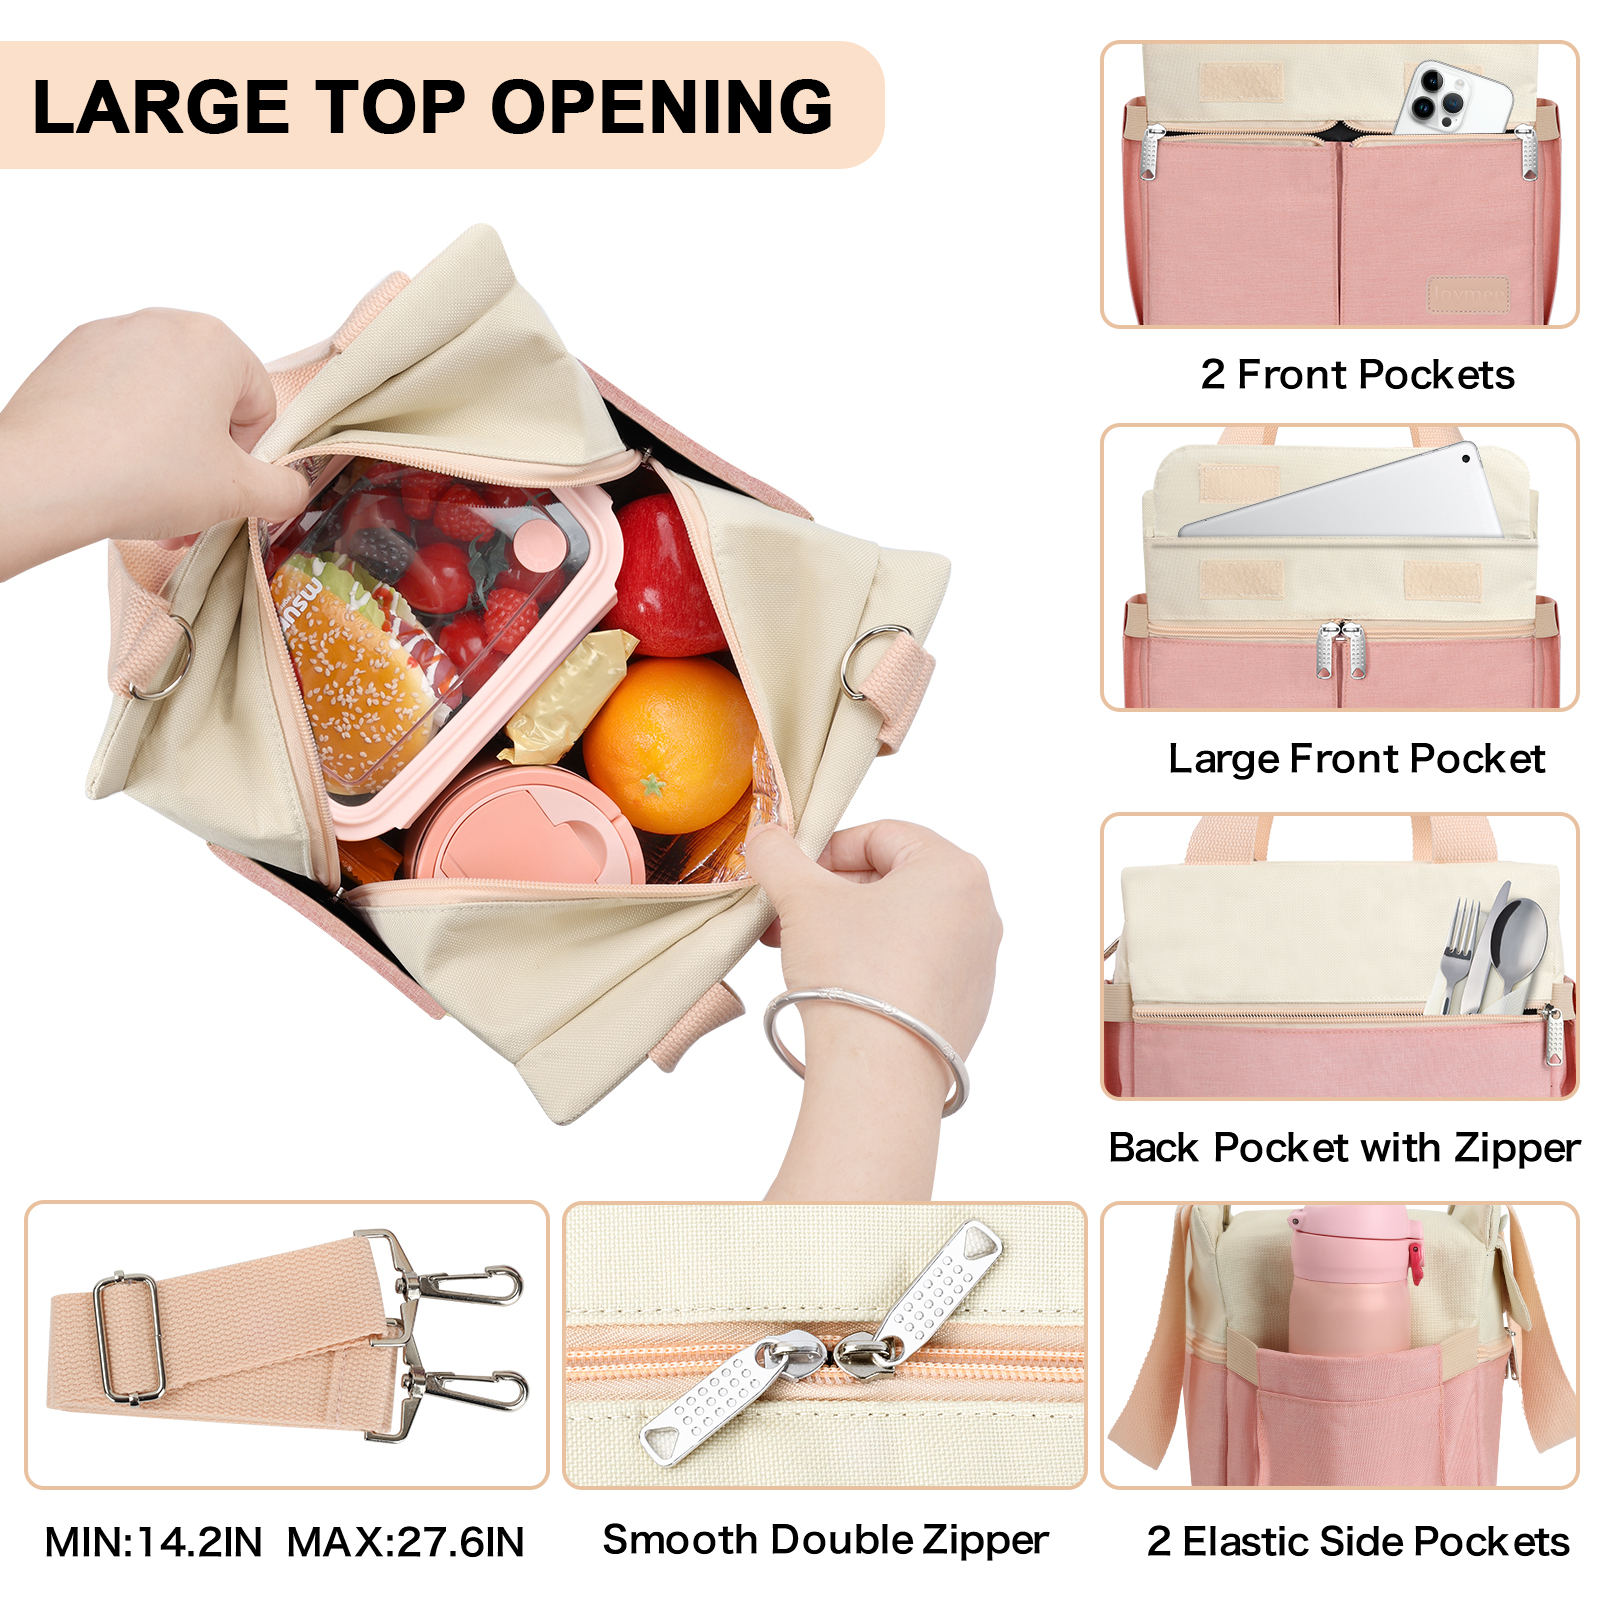 LARGE TOP OPENING
2 Front Pockets
Large Front Pocket
Back Pocket with Zipper
MIN:14.2IN MAX:27.6IN
Smooth Double Zipper
2 Elastic Side Pockets